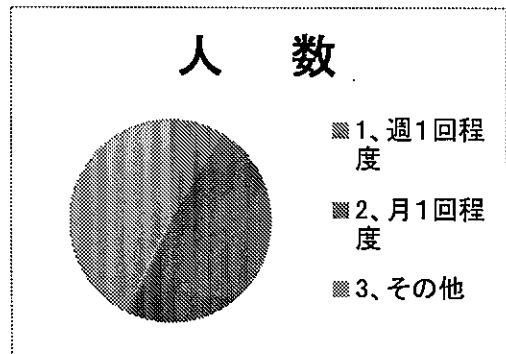 人 数
1、週1回程
度
2、月1回程
度
3、その他